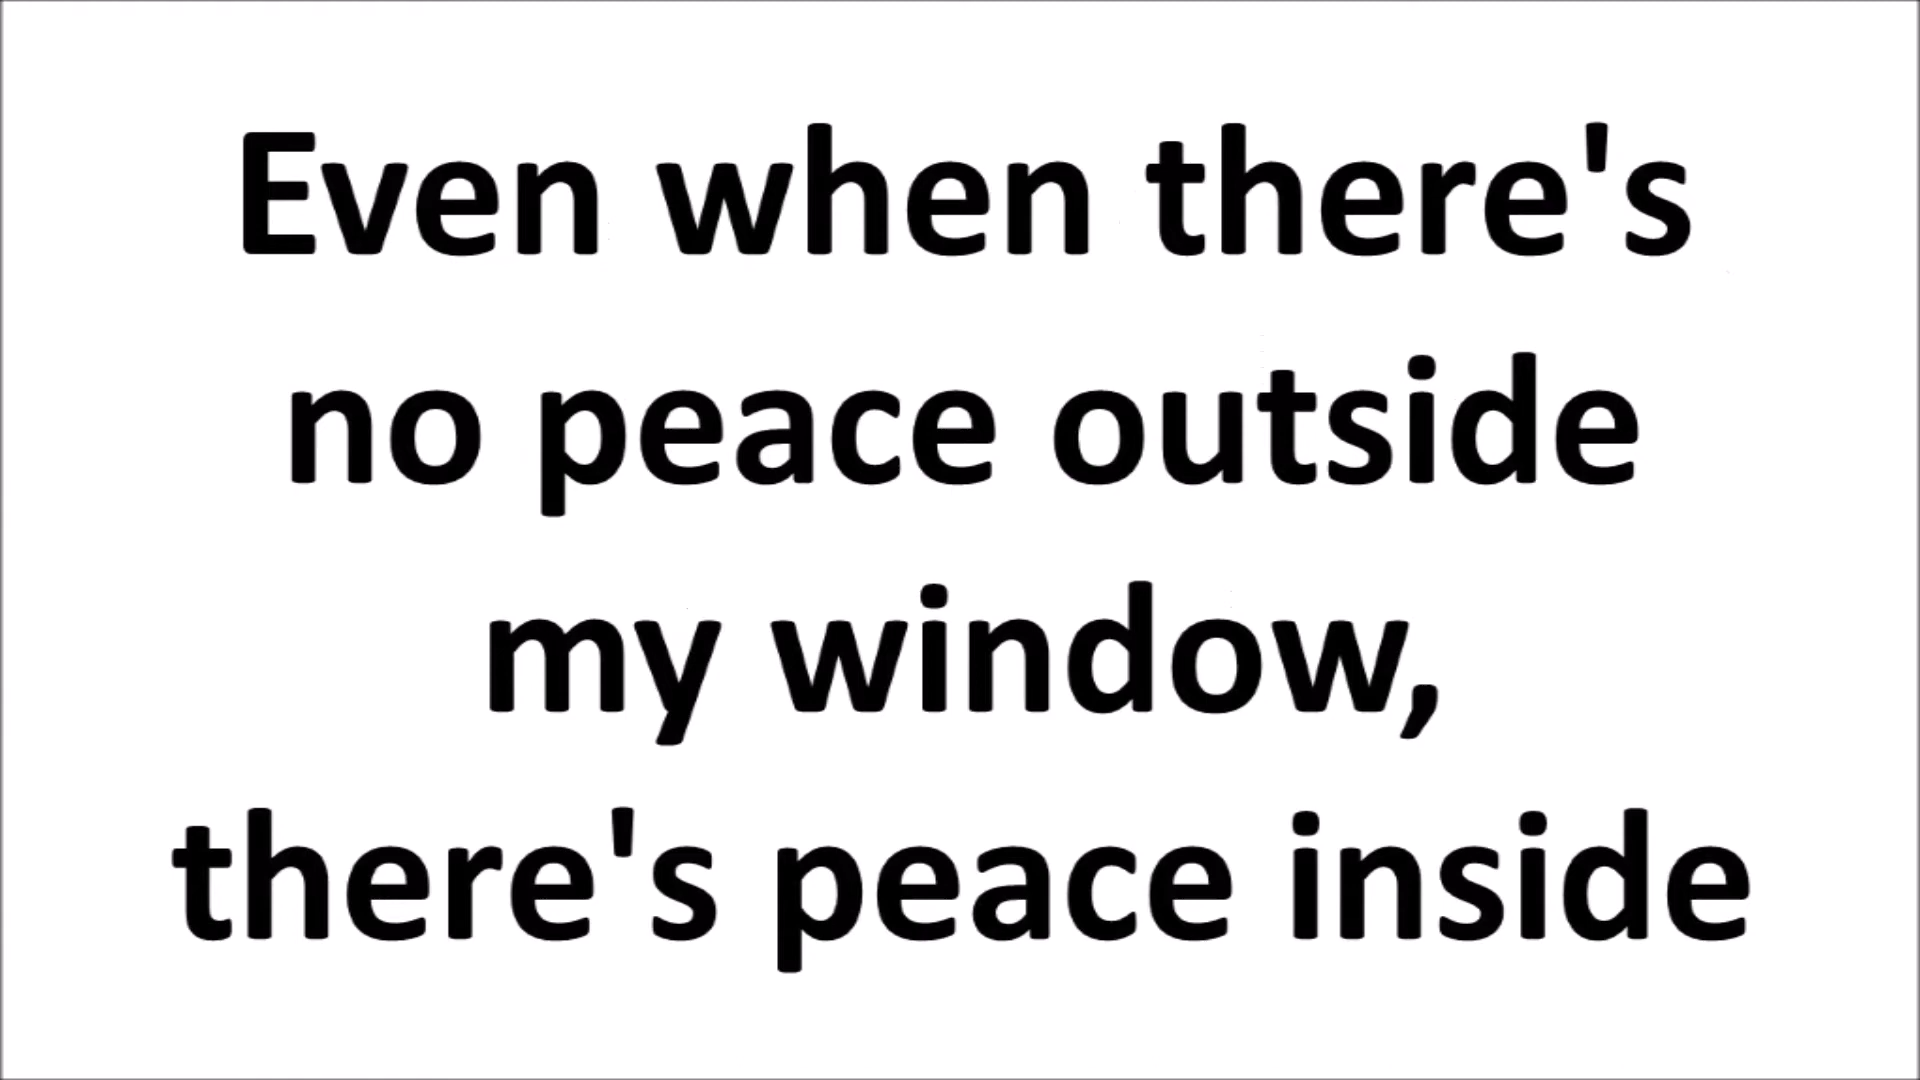 Even when there's
no peace outside
my window,
there's peace inside